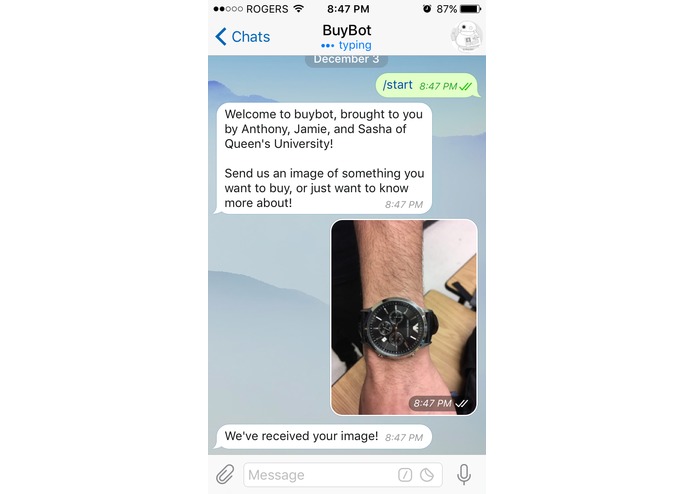 ROGERS 8:47 PM 87%
Chats
BuyBot
typing
December 3
/start 8:47 PM
Welcome to buybot, brought to you
by Anthony, Jamie, and Sasha of
Queen's University!
Send us an image of something you
want to buy, or just want to know
more about!
8:47 PM
8:47 PM
We've received your image! 8:47 PM
Message